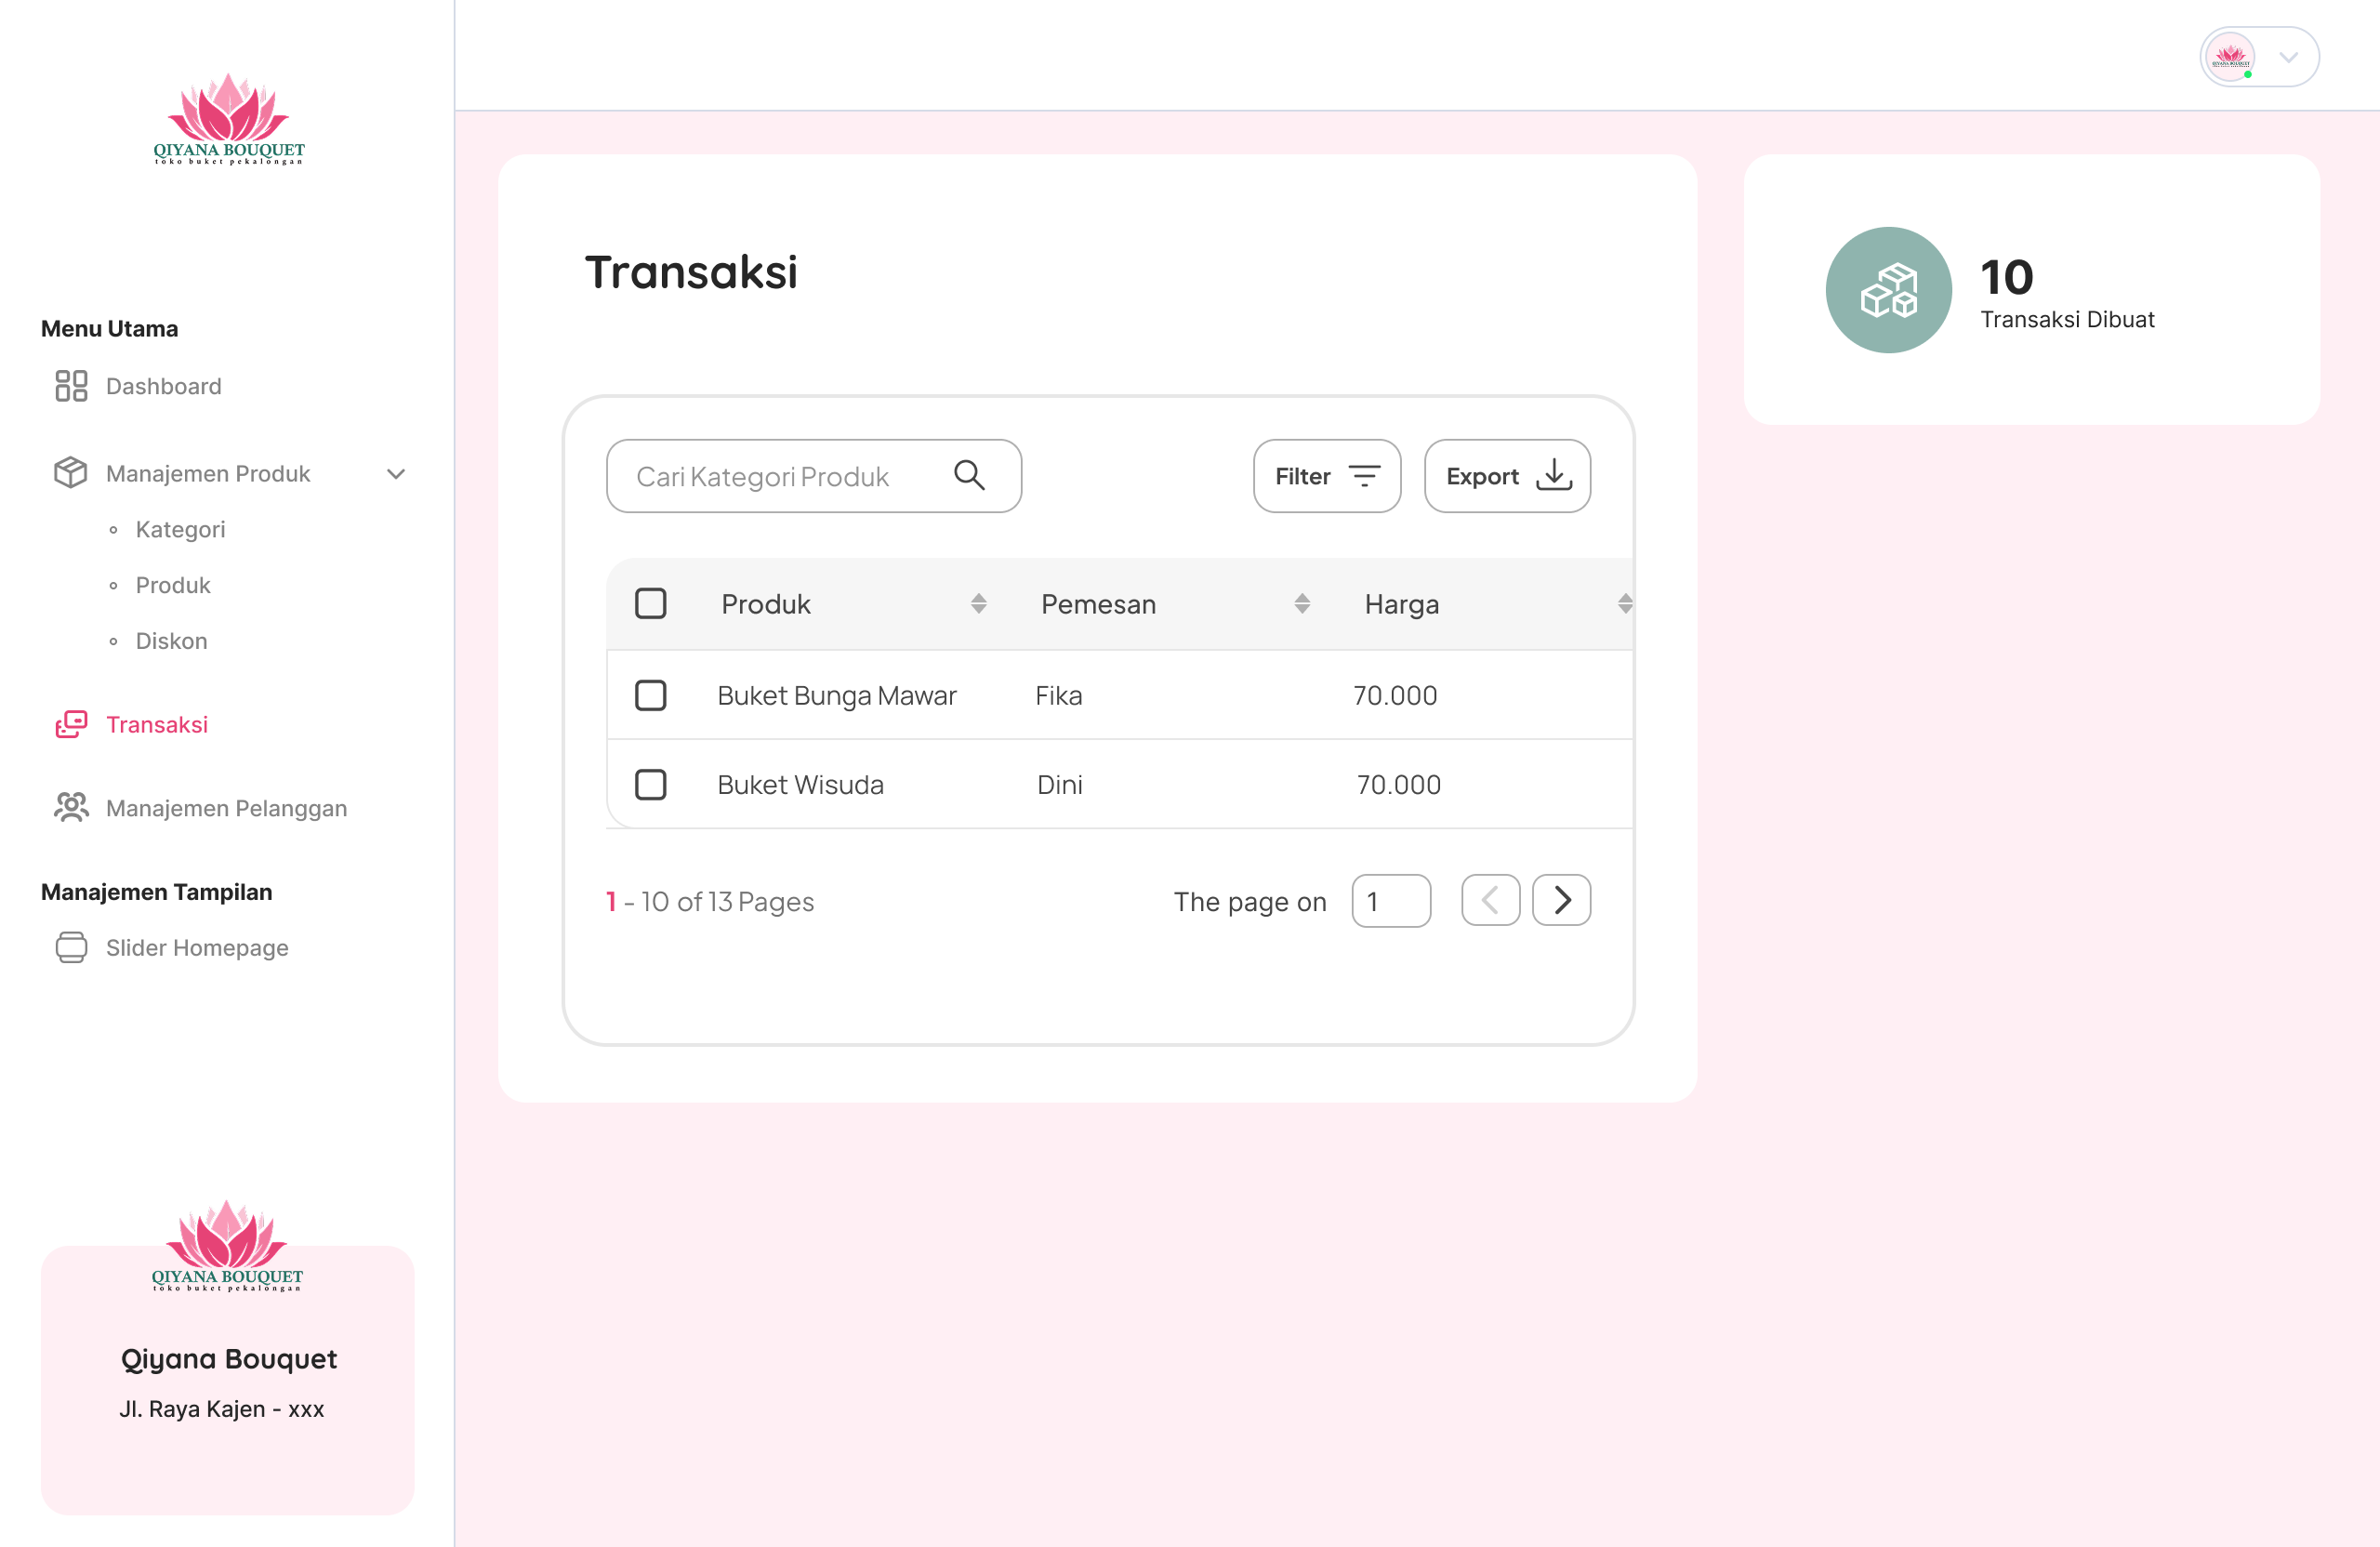 QIYANA BOUQUET
toko buket pekalongan
Menu Utama
Dashboard
Manajemen Produk
Kategori
Produk
Diskon
Transaksi
Manajemen Pelanggan
Manajemen Tampilan
Slider Homepage
QIYANA BOUQUET
toko buket pekalongan
Qiyana Bouquet
Jl. Raya Kajen - xxx
QIYANA BOUQUET
Transaksi
Cari Kategori Produk
Filter
Export
Produk Pemesan Harga
Buket Bunga Mawar Fika 70.000
Buket Wisuda Dini 70.000
1 - 10 of 13 Pages
The page on 1
10
Transaksi Dibuat